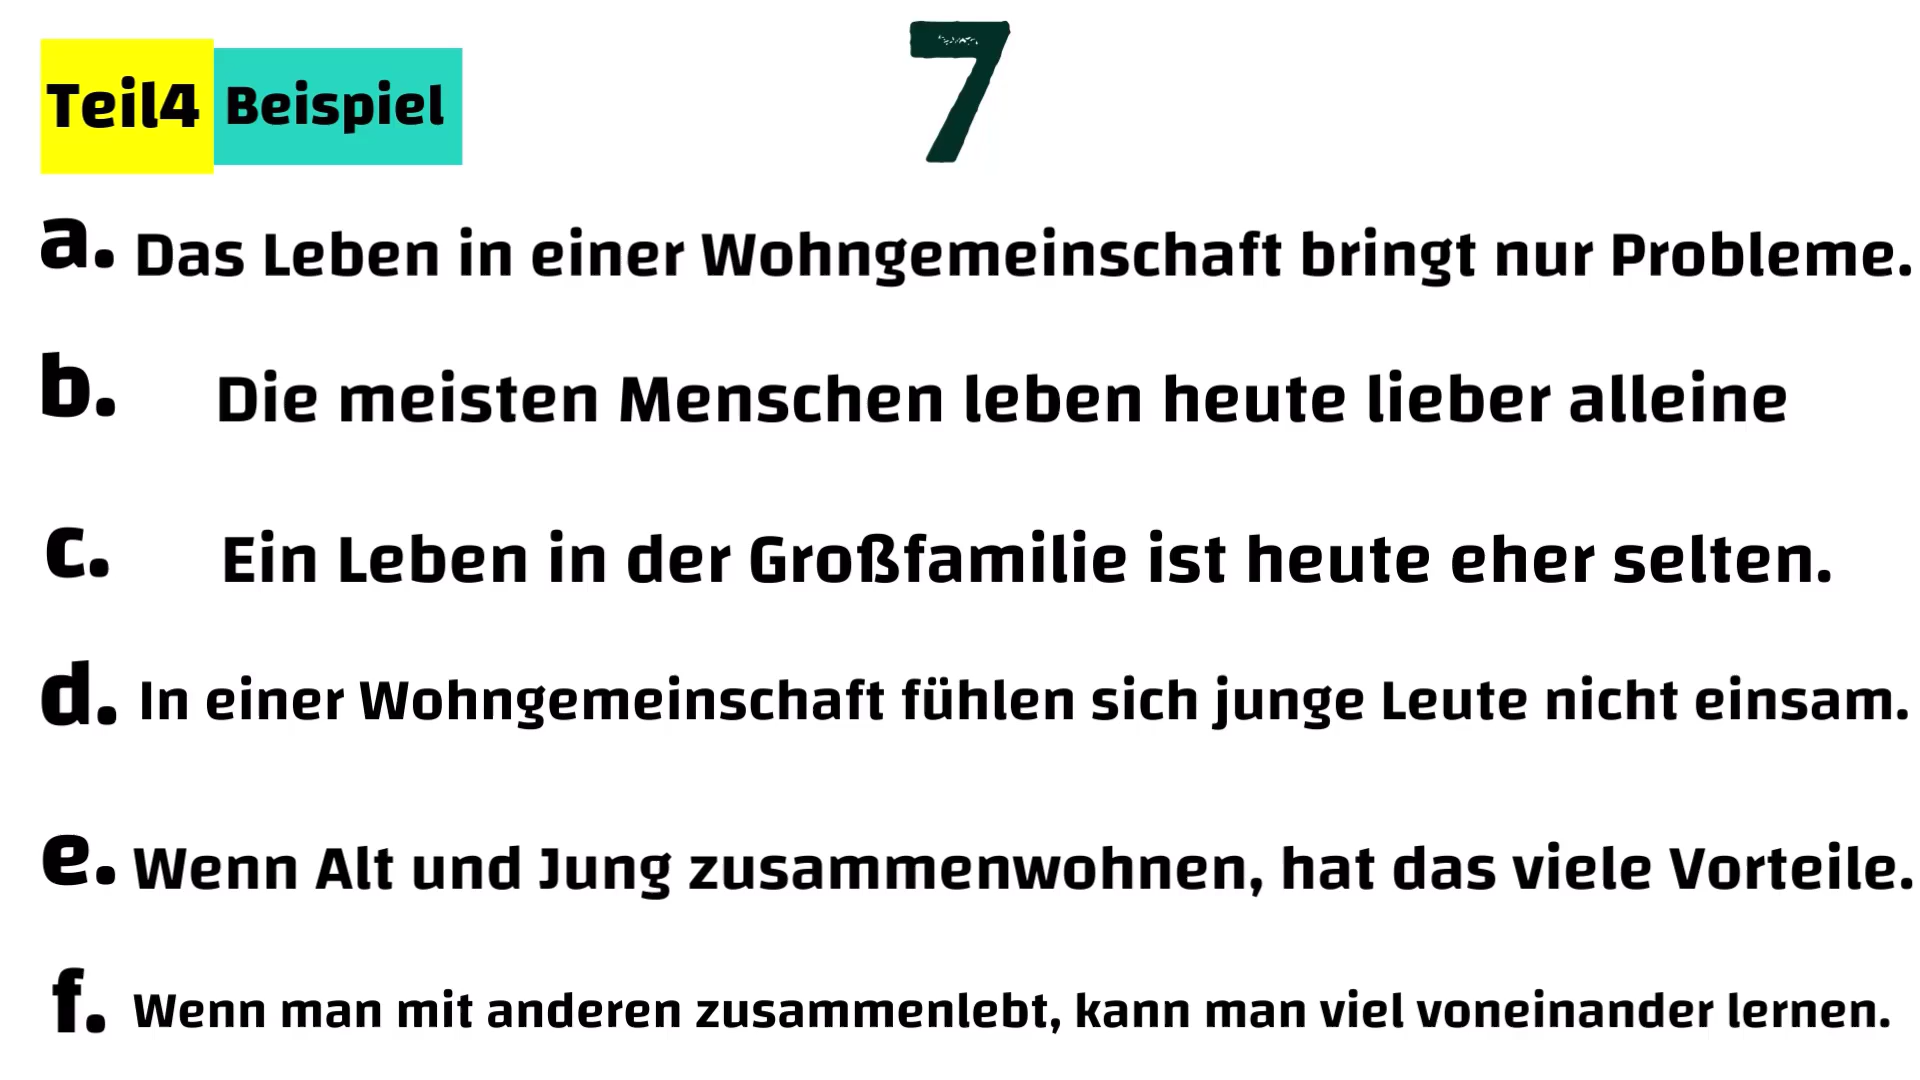 Teil4 Beispiel
7
a. Das Leben in einer Wohngemeinschaft bringt nur Probleme.
b. Die meisten Menschen leben heute lieber alleine
c. Ein Leben in der Großfamilie ist heute eher selten.
d. In einer Wohngemeinschaft fühlen sich junge Leute nicht einsam.
e. Wenn Alt und Jung zusammenwohnen, hat das viele Vorteile.
f. Wenn man mit anderen zusammenlebt, kann man viel voneinander lernen.